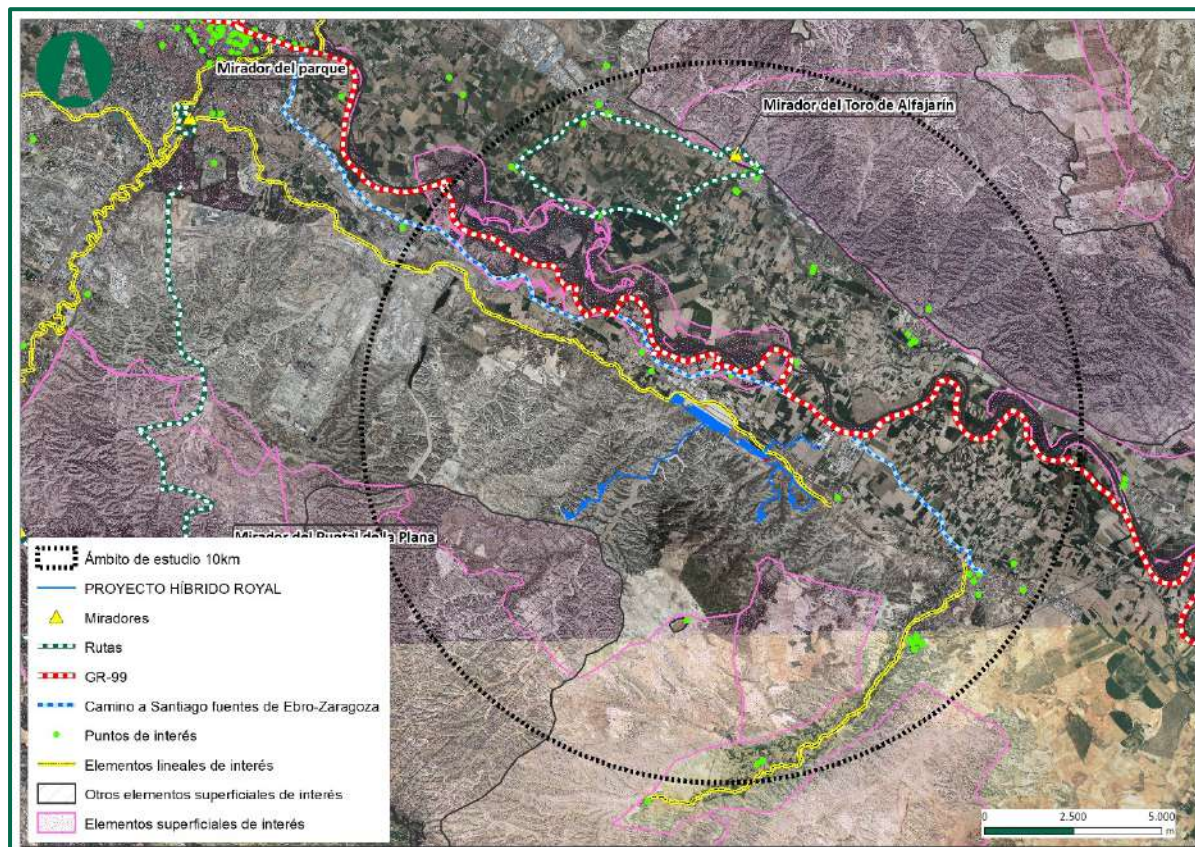 Mirador del parque
Mirador del Toro de Alfajarín
Mirador del Puntal de la Plana
Ámbito de estudio 10km
PROYECTO HÍBRIDO ROYAL
Miradores
Rutas
GR-99
Camino a Santiago fuentes de Ebro-Zaragoza
Puntos de interés
Elementos lineales de interés
Otros elementos superficiales de interés
Elementos superficiales de interés
0 2.500 5.000
m